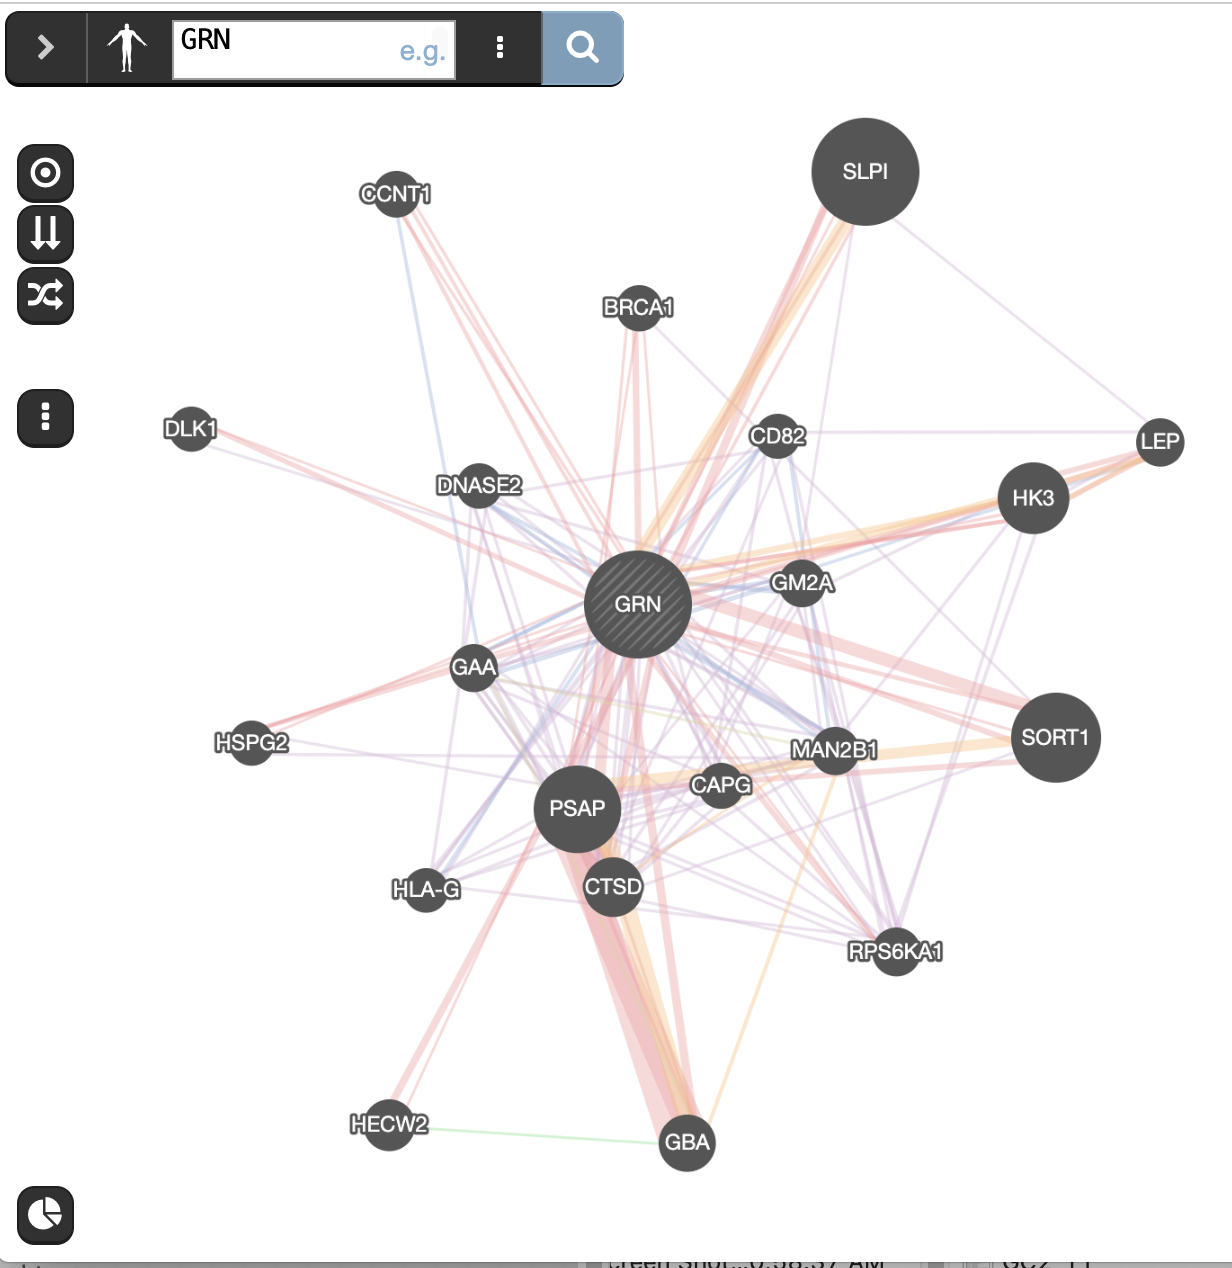 GRN
e.g.
SLPI
CCNT1
BRCA1
DLK1
CD82
LEP
DNASE2
HK3
GM2A
GRN
GAA
HSPG2
SORT1
MAN2B1
CAPG
PSAP
HLA-G
CTSD
RPS6KA1
HECW2
GBA